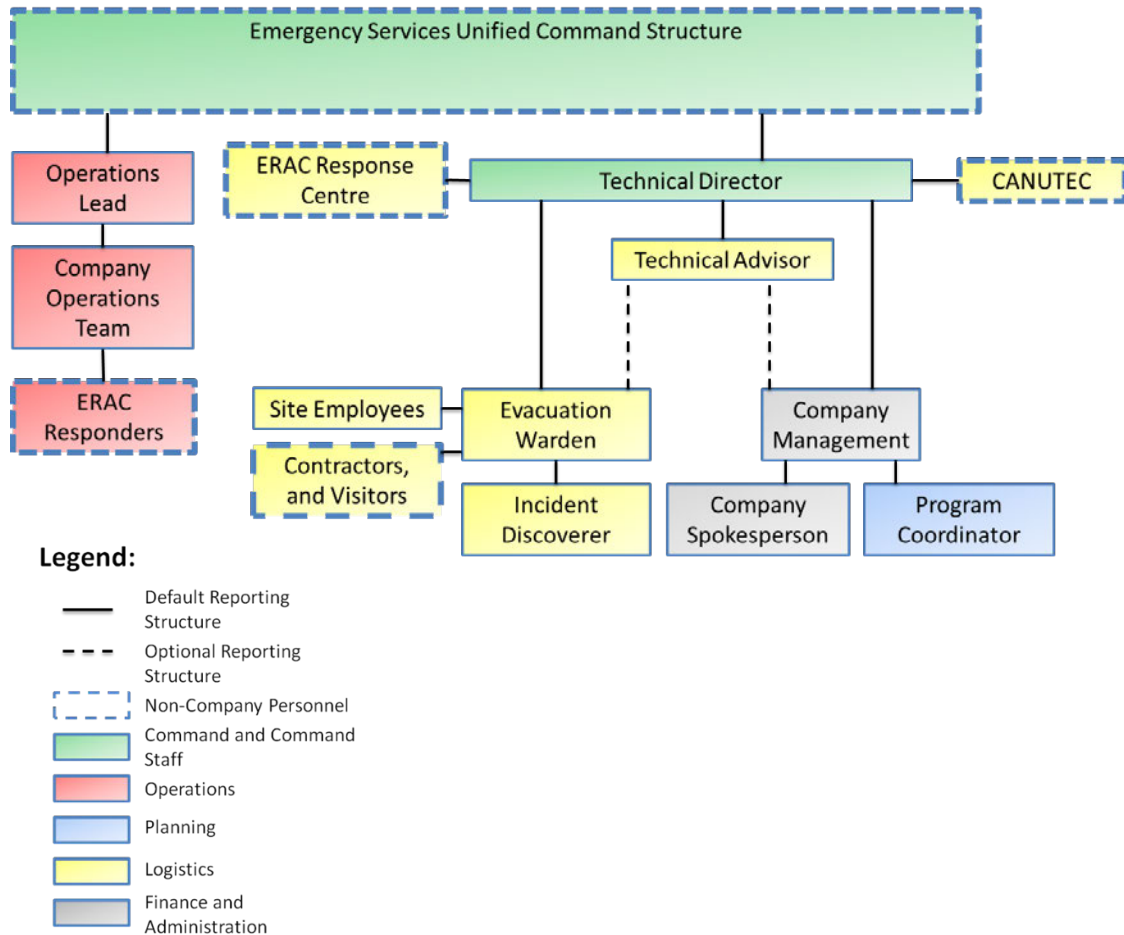 Emergency Services Unified Command Structure
Operations
Lead
ERAC Response
Centre
Technical Director
CANUTEC
Company
Operations
Team
Technical Advisor
ERAC
Responders
Site Employees
Evacuation
Warden
Company
Management
Contractors,
and Visitors
Incident
Discoverer
Company
Spokesperson
Program
Coordinator
Legend:
Default Reporting
Structure
Optional Reporting
Structure
Non-Company Personnel
Command and Command
Staff
Operations
Planning
Logistics
Finance and
Administration